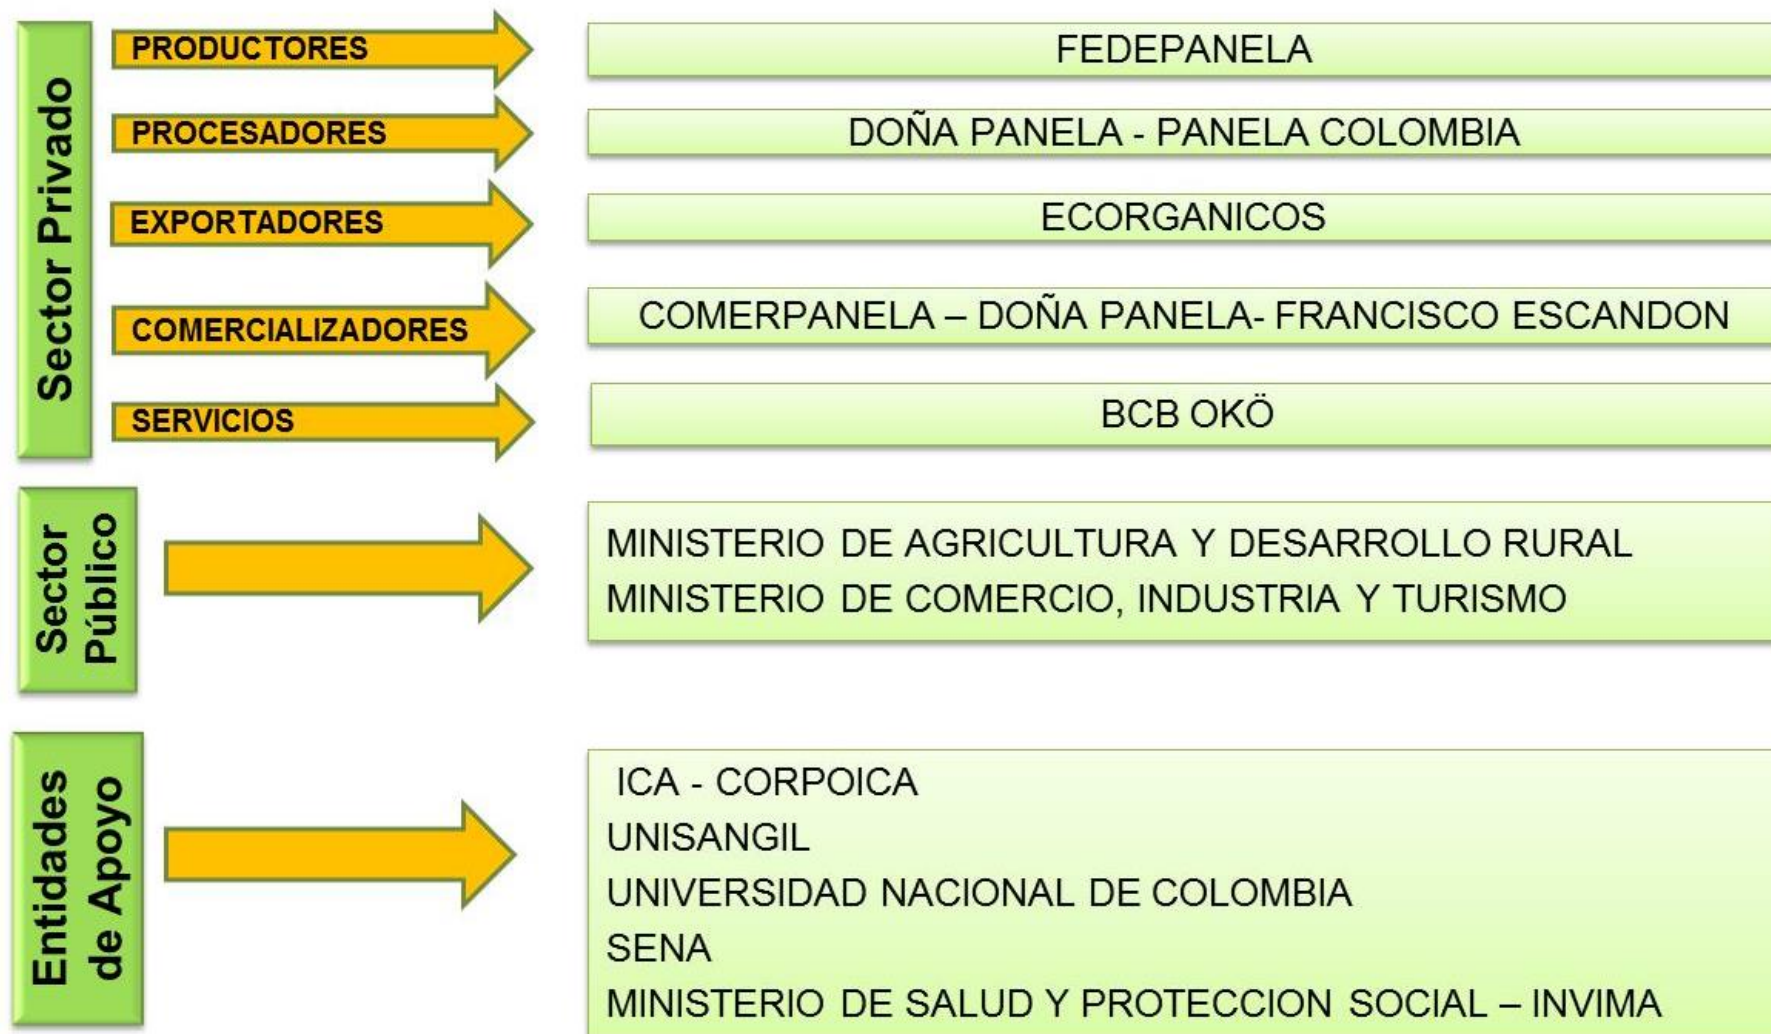 Sector Privado
PRODUCTORES
FEDEPANELA
PROCESADORES
DOÑA PANELA - PANELA COLOMBIA
EXPORTADORES
ECORGANICOS
COMERCIALIZADORES
COMERPANELA – DOÑA PANELA- FRANCISCO ESCANDON
SERVICIOS
BCB OKÖ
Sector
Público
MINISTERIO DE AGRICULTURA Y DESARROLLO RURAL
MINISTERIO DE COMERCIO, INDUSTRIA Y TURISMO
Entidades
de Apoyo
ICA - CORPOICA
UNISANGIL
UNIVERSIDAD NACIONAL DE COLOMBIA
SENA
MINISTERIO DE SALUD Y PROTECCION SOCIAL – INVIMA